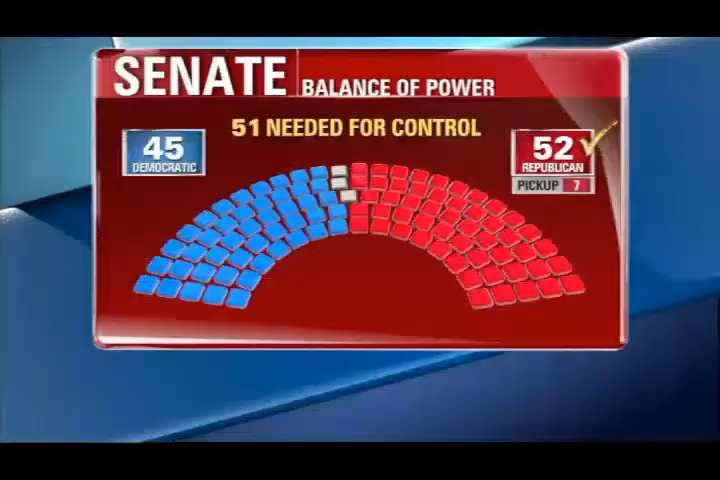 SENATE BALANCE OF POWER
51 NEEDED FOR CONTROL
45
DEMOCRATIC
52
REPUBLICAN
PICKUP 7